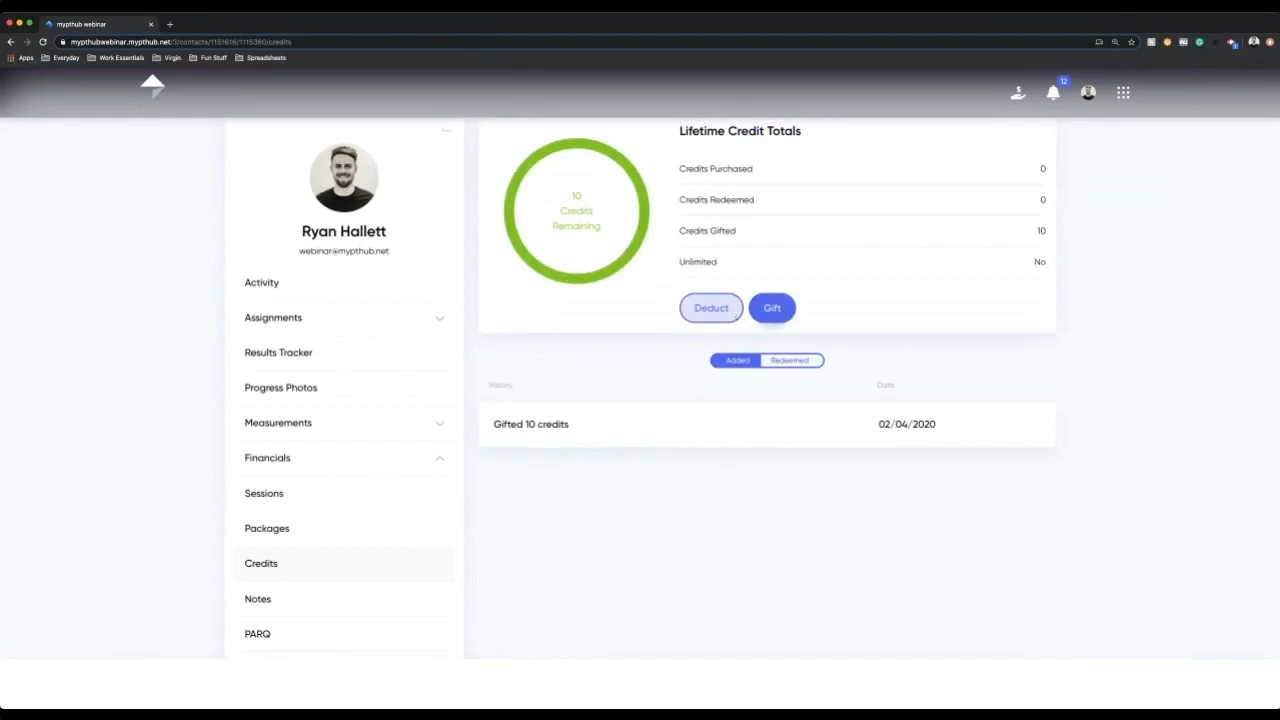 mypthub webinar
mypthubwebinar.mypthub.net/3/contacts/1151616/1115360/credits
Apps
Everyday
Work Essentials
Virgin
Fun Stuff
Spreadsheets
12
Ryan Hallett
webinar@mypthub.net
Activity
Assignments
Results Tracker
Progress Photos
Measurements
Financials
Sessions
Packages
Credits
Notes
PARQ
10
Credits
Remaining
Lifetime Credit Totals
Credits Purchased 0
Credits Redeemed 0
Credits Gifted 10
Unlimited No
Deduct Gift
Added Redeemed
History Date
Gifted 10 credits 02/04/2020